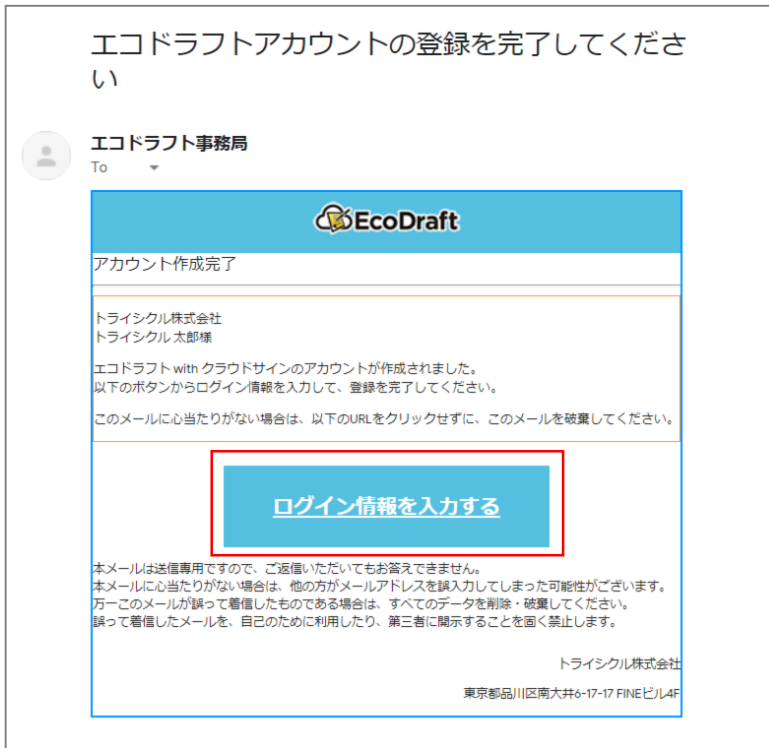 エコドラフトアカウントの登録を完了してくださ
い
エコドラフト事務局
To
EcoDraft
アカウント作成完了
トライシクル株式会社
トライシクル 太郎様
エコドラフト with クラウドサインのアカウントが作成されました。
以下のボタンからログイン情報を入力して、登録を完了してください。
このメールに心当たりがない場合は、以下のURLをクリックせずに、このメールを破棄してください。
ログイン情報を入力する
本メールは送信専用ですので、ご返信いただいてもお答えできません。
本メールに心当たりがない場合は、他の方がメールアドレスを誤入力してしまった可能性がございます。
万一このメールが誤って着信したものである場合は、すべてのデータを削除・破棄してください。
誤って着信したメールを、自己のために利用したり、第三者に開示することを固く禁止します。
トライシクル株式会社
東京都品川区南大井6-17-17 FINEビル4F